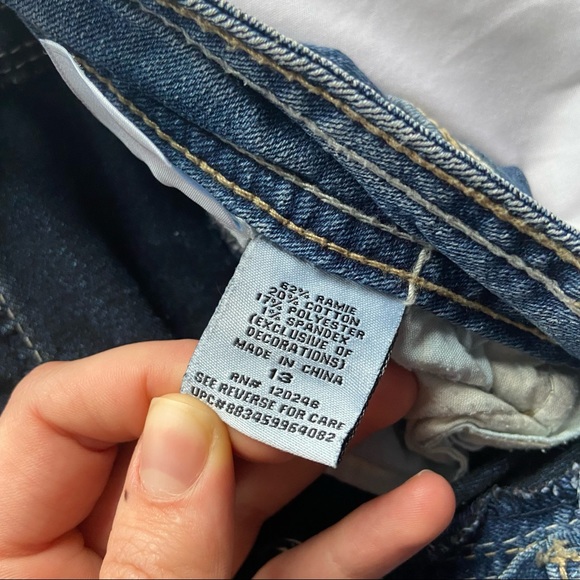 62% RAMIE
20% COTTON
17% POLYESTER
1% SPANDEX
(EXCLUSIVE OF
DECORATIONS)
MADE IN CHINA
13
RN# 120246
SEE REVERSE FOR CARE
UPC#883459964082